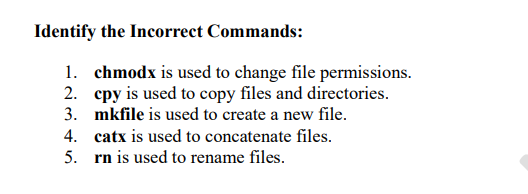 Identify the Incorrect Commands:
1. chmodx is used to change file permissions.
2. cpy is used to copy files and directories.
3. mkfile is used to create a new file.
4. catx is used to concatenate files.
5. rn is used to rename files.